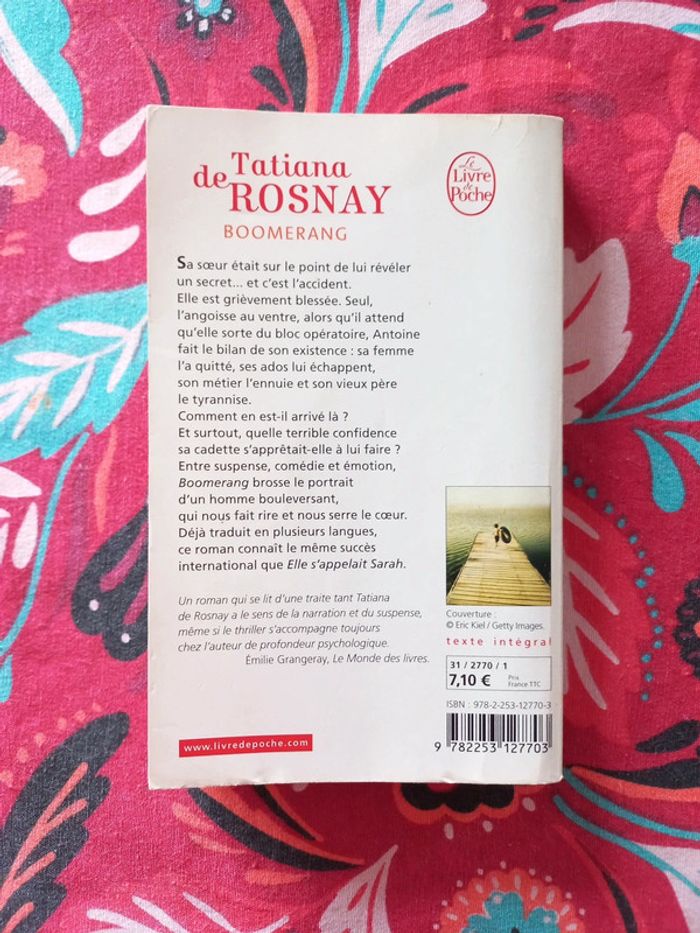 Tatiana
de ROSNAY
BOOMERANG
Le
Livre
de
Poche
Sa sœur était sur le point de lui révéler
un secret... et c'est l'accident.
Elle est grièvement blessée. Seul,
l'angoisse au ventre, alors qu'il attend
qu'elle sorte du bloc opératoire, Antoine
fait le bilan de son existence : sa femme
l'a quitté, ses ados lui échappent,
son métier l'ennuie et son vieux père
le tyrannise.
Comment en est-il arrivé là ?
Et surtout, quelle terrible confidence
sa cadette s'apprêtait-elle à lui faire ?
Entre suspense, comédie et émotion,
Boomerang brosse le portrait
d'un homme bouleversant,
qui nous fait rire et nous serre le cœur.
Déjà traduit en plusieurs langues,
ce roman connaît le même succès
international que Elle s'appelait Sarah.
Un roman qui se lit d'une traite tant Tatiana
de Rosnay a le sens de la narration et du suspense,
même si le thriller s'accompagne toujours
chez l'auteur de profondeur psychologique.
Émilie Grangeray, Le Monde des livres.
www.livredepoche.com
Couverture :
© Eric Kiel / Getty Images.
texte intégral
31 / 2770 / 1
7,10 € Prix
France TTC
ISBN : 978-2-253-12770-3
9 782253 127703